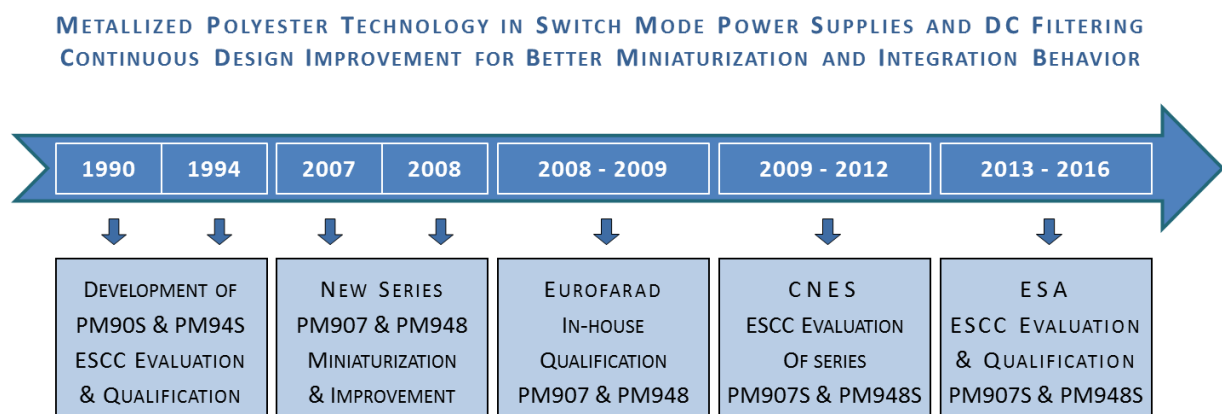 METALLIZED POLYESTER TECHNOLOGY IN SWITCH MODE POWER SUPPLIES AND DC FILTERING
CONTINUOUS DESIGN IMPROVEMENT FOR BETTER MINIATURIZATION AND INTEGRATION BEHAVIOR
1990
1994
2007
2008
2008 - 2009
2009 - 2012
2013 - 2016
DEVELOPMENT OF
PM90S & PM94S
ESCC EVALUATION
& QUALIFICATION
NEW SERIES
PM907 & PM948
MINIATURIZATION
& IMPROVEMENT
EUROFARAD
IN-HOUSE
QUALIFICATION
PM907 & PM948
CNES
ESCC EVALUATION
OF SERIES
PM907S & PM948S
ESA
ESCC EVALUATION
& QUALIFICATION
PM907S & PM948S